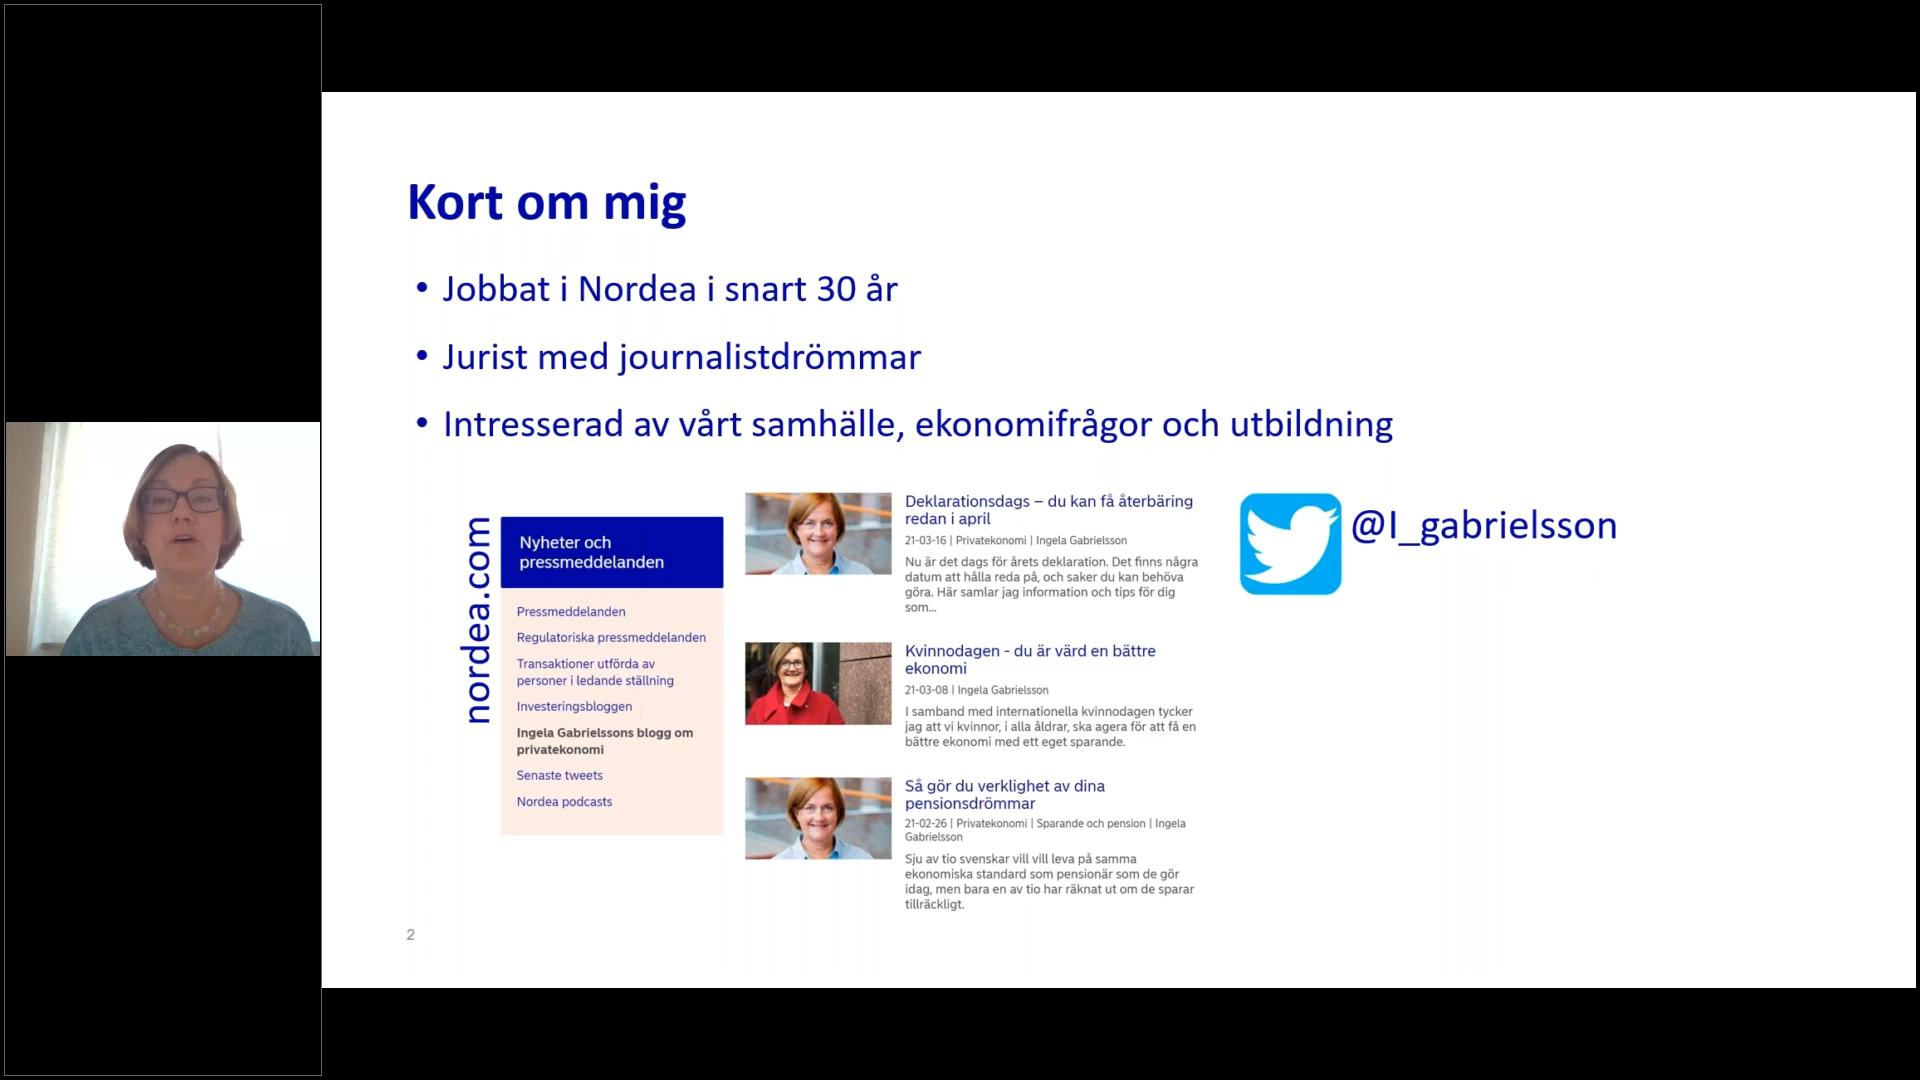 Kort om mig
• Jobbat i Nordea i snart 30 år
• Jurist med journalistdrömmar
• Intresserad av vårt samhälle, ekonomifrågor och utbildning
nordea.com
Nyheter och
pressmeddelanden
Pressmeddelanden
Regulatoriska pressmeddelanden
Transaktioner utförda av
personer i ledande ställning
Investeringsbloggen
Ingela Gabrielssons blogg om
privatekonomi
Senaste tweets
Nordea podcasts
Deklarationsdags – du kan få återbäring
redan i april
21-03-16 | Privatekonomi | Ingela Gabrielsson
Nu är det dags för årets deklaration. Det finns några
datum att hålla reda på, och saker du kan behöva
göra. Här samlar jag information och tips för dig
som...
Kvinnodagen - du är värd en bättre
ekonomi
21-03-08 | Ingela Gabrielsson
I samband med internationella kvinnodagen tycker
jag att vi kvinnor, i alla åldrar, ska agera för att få en
bättre ekonomi med ett eget sparande.
Så gör du verklighet av dina
pensionsdrömmar
21-02-26 | Privatekonomi | Sparande och pension | Ingela
Gabrielsson
Sju av tio svenskar vill vill leva på samma
ekonomiska standard som pensionär som de gör
idag, men bara en av tio har räknat ut om de sparar
tillräckligt.
@I_gabrielsson
2